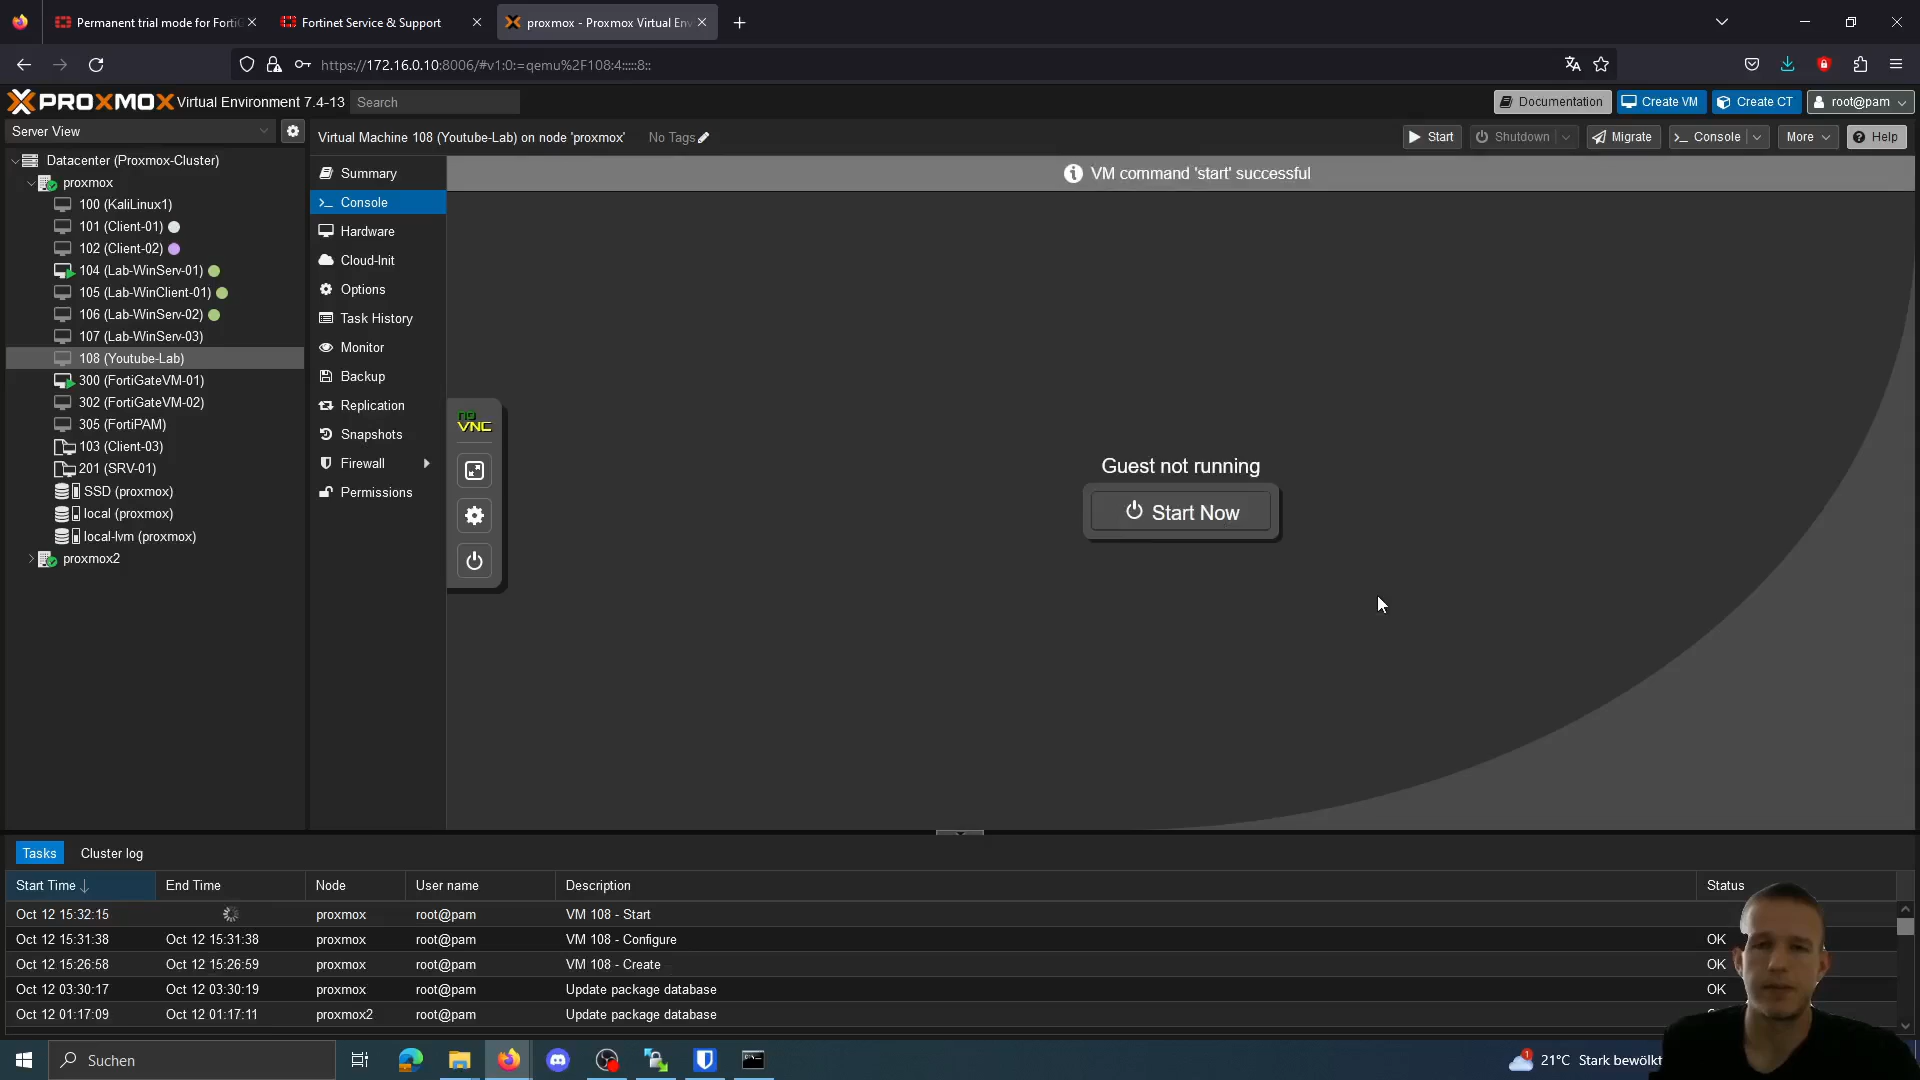 Permanent trial mode for FortiG
Fortinet Service & Support
proxmox - Proxmox Virtual Env
https://172.16.0.10:8006/#v1:0:=qemu%2F108:4:::::8::
PROXMOX Virtual Environment 7.4-13
Search
Documentation
Create VM
Create CT
root@pam
Server View
Virtual Machine 108 (Youtube-Lab) on node 'proxmox'
No Tags
Start
Shutdown
Migrate
Console
More
Help
Datacenter (Proxmox-Cluster)
proxmox
100 (KaliLinux1)
101 (Client-01)
102 (Client-02)
104 (Lab-WinServ-01)
105 (Lab-WinClient-01)
106 (Lab-WinServ-02)
107 (Lab-WinServ-03)
108 (Youtube-Lab)
300 (FortiGateVM-01)
302 (FortiGateVM-02)
305 (FortiPAM)
103 (Client-03)
201 (SRV-01)
SSD (proxmox)
local (proxmox)
local-lvm (proxmox)
proxmox2
Summary
Console
Hardware
Cloud-Init
Options
Task History
Monitor
Backup
Replication
Snapshots
Firewall
Permissions
VM command 'start' successful
no
VNC
Guest not running
Start Now
Tasks
Cluster log
Start Time
End Time
Node
User name
Description
Status
Oct 12 15:32:15
proxmox
root@pam
VM 108 - Start
Oct 12 15:31:38
Oct 12 15:31:38
proxmox
root@pam
VM 108 - Configure
OK
Oct 12 15:26:58
Oct 12 15:26:59
proxmox
root@pam
VM 108 - Create
OK
Oct 12 03:30:17
Oct 12 03:30:19
proxmox
root@pam
Update package database
OK
Oct 12 01:17:09
Oct 12 01:17:11
proxmox2
root@pam
Update package database
Suchen
1
21°C Stark bewölkt